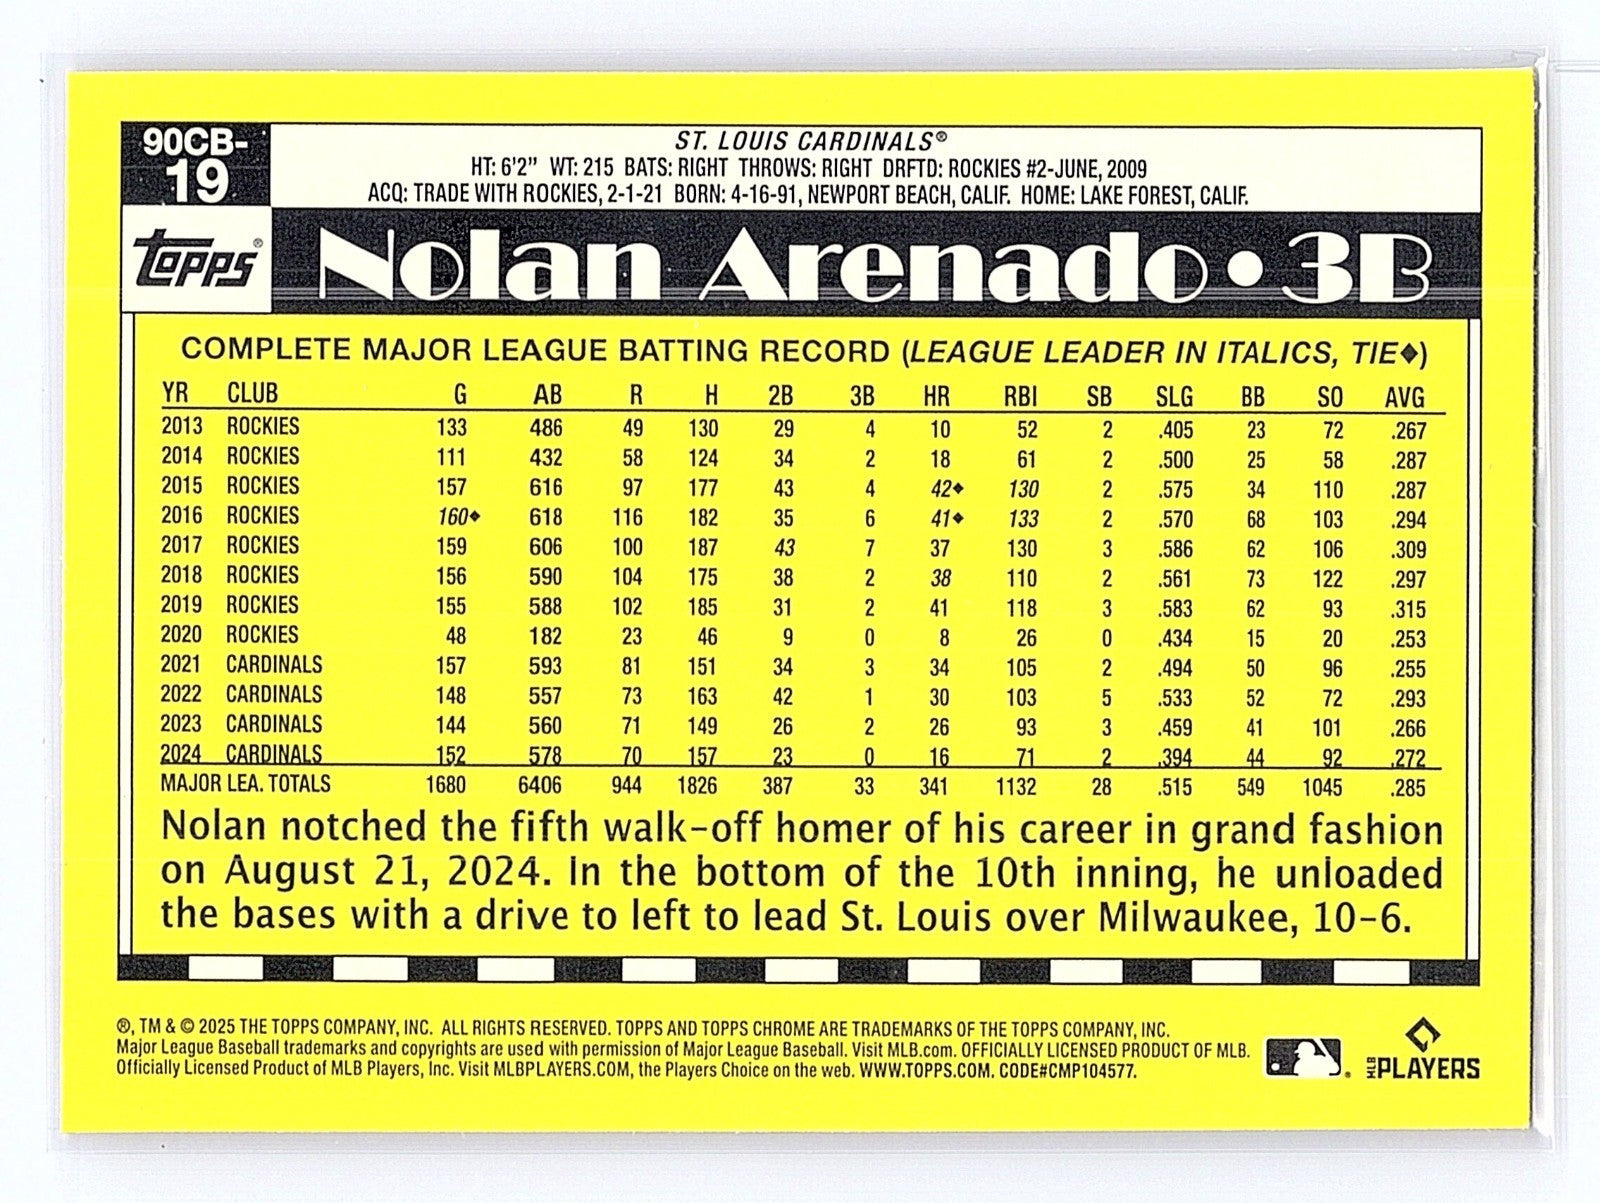 90CB-
19
ST. LOUIS CARDINALS®
HT: 6'2" WT: 215 BATS: RIGHT THROWS: RIGHT DRFTD: ROCKIES #2-JUNE, 2009
ACQ: TRADE WITH ROCKIES, 2-1-21 BORN: 4-16-91, NEWPORT BEACH, CALIF. HOME: LAKE FOREST, CALIF.
topps®
Nolan Arenado • 3B
COMPLETE MAJOR LEAGUE BATTING RECORD (LEAGUE LEADER IN ITALICS, TIE◆)
YR CLUB G AB R H 2B 3B HR RBI SB SLG BB SO AVG
2013 ROCKIES 133 486 49 130 29 4 10 52 2 .405 23 72 .267
2014 ROCKIES 111 432 58 124 34 2 18 61 2 .500 25 58 .287
2015 ROCKIES 157 616 97 177 43 4 42◆ 130 2 .575 34 110 .287
2016 ROCKIES 160◆ 618 116 182 35 6 41◆ 133 2 .570 68 103 .294
2017 ROCKIES 159 606 100 187 43 7 37 130 3 .586 62 106 .309
2018 ROCKIES 156 590 104 175 38 2 38 110 2 .561 73 122 .297
2019 ROCKIES 155 588 102 185 31 2 41 118 3 .583 62 93 .315
2020 ROCKIES 48 182 23 46 9 0 8 26 0 .434 15 20 .253
2021 CARDINALS 157 593 81 151 34 3 34 105 2 .494 50 96 .255
2022 CARDINALS 148 557 73 163 42 1 30 103 5 .533 52 72 .293
2023 CARDINALS 144 560 71 149 26 2 26 93 3 .459 41 101 .266
2024 CARDINALS 152 578 70 157 23 0 16 71 2 .394 44 92 .272
MAJOR LEA. TOTALS 1680 6406 944 1826 387 33 341 1132 28 .515 549 1045 .285
Nolan notched the fifth walk-off homer of his career in grand fashion
on August 21, 2024. In the bottom of the 10th inning, he unloaded
the bases with a drive to left to lead St. Louis over Milwaukee, 10-6.
®, TM & © 2025 THE TOPPS COMPANY, INC. ALL RIGHTS RESERVED. TOPPS AND TOPPS CHROME ARE TRADEMARKS OF THE TOPPS COMPANY, INC.
Major League Baseball trademarks and copyrights are used with permission of Major League Baseball. Visit MLB.com. OFFICIALLY LICENSED PRODUCT OF MLB.
Officially Licensed Product of MLB Players, Inc. Visit MLBPLAYERS.COM, the Players Choice on the web. WWW.TOPPS.COM. CODE#CMP104577.
MLB PLAYERS